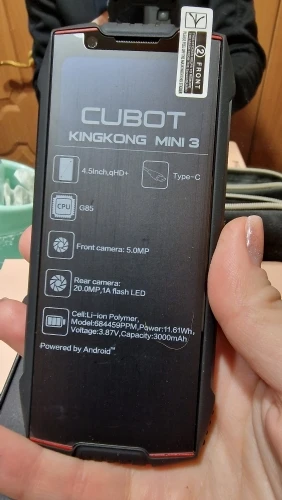 2 FRONT
CUBOT
KINGKONG MINI 3
4.5inch,qHD+
Type-C
CPU
G85
Front camera: 5.0MP
Rear camera:
20.0MP,1A flash LED
Cell:Li-ion Polymer,
Model:684459PPM,Power:11.61Wh,
Voltage:3.87V,Capacity:3000mAh
Powered by Android™